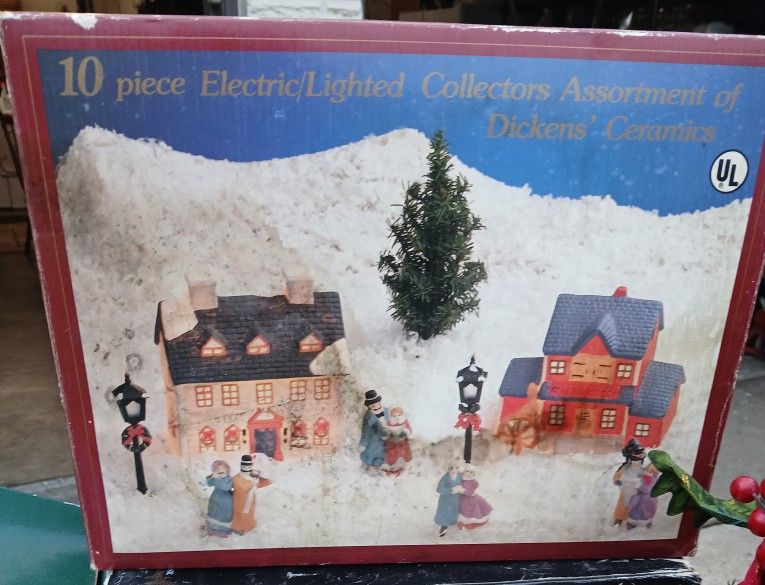 10 piece Electric/Lighted Collectors Assortment of
Dickens' Ceramics
UL
®